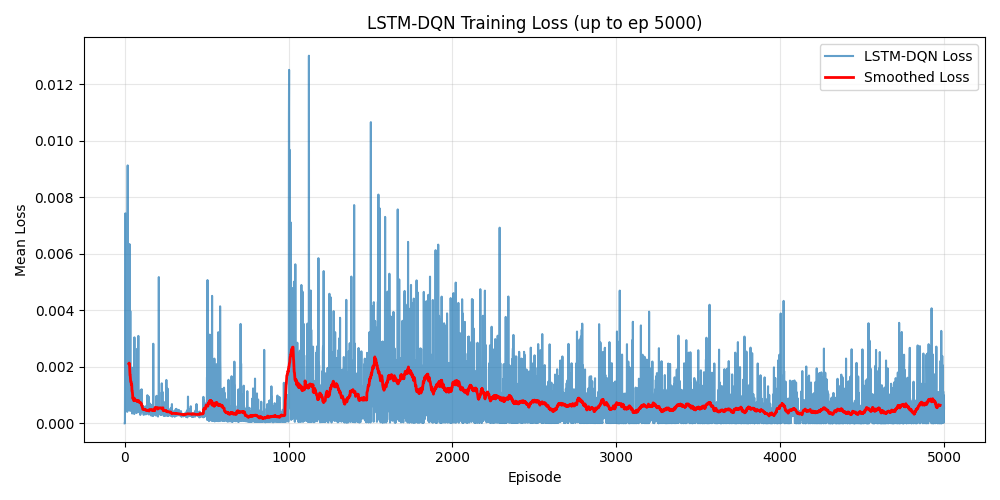 LSTM-DQN Training Loss (up to ep 5000)
LSTM-DQN Loss
Smoothed Loss
Mean Loss
0.012
0.010
0.008
0.006
0.004
0.002
0.000
0 1000 2000 3000 4000 5000
Episode